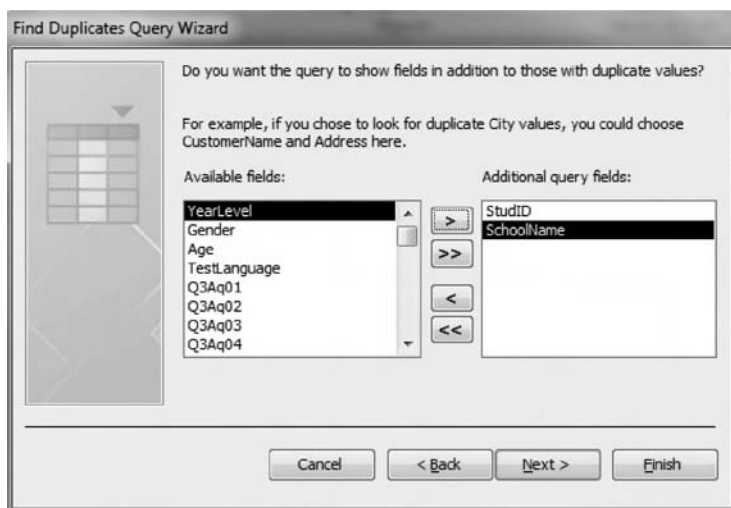 Find Duplicates Query Wizard
Do you want the query to show fields in addition to those with duplicate values?
For example, if you chose to look for duplicate City values, you could choose
CustomerName and Address here.
Available fields:
YearLevel
Gender
Age
TestLanguage
Q3Aq01
Q3Aq02
Q3Aq03
Q3Aq04
>
>>
<
<<
Additional query fields:
StudID
SchoolName
Cancel
< Back
Next >
Finish